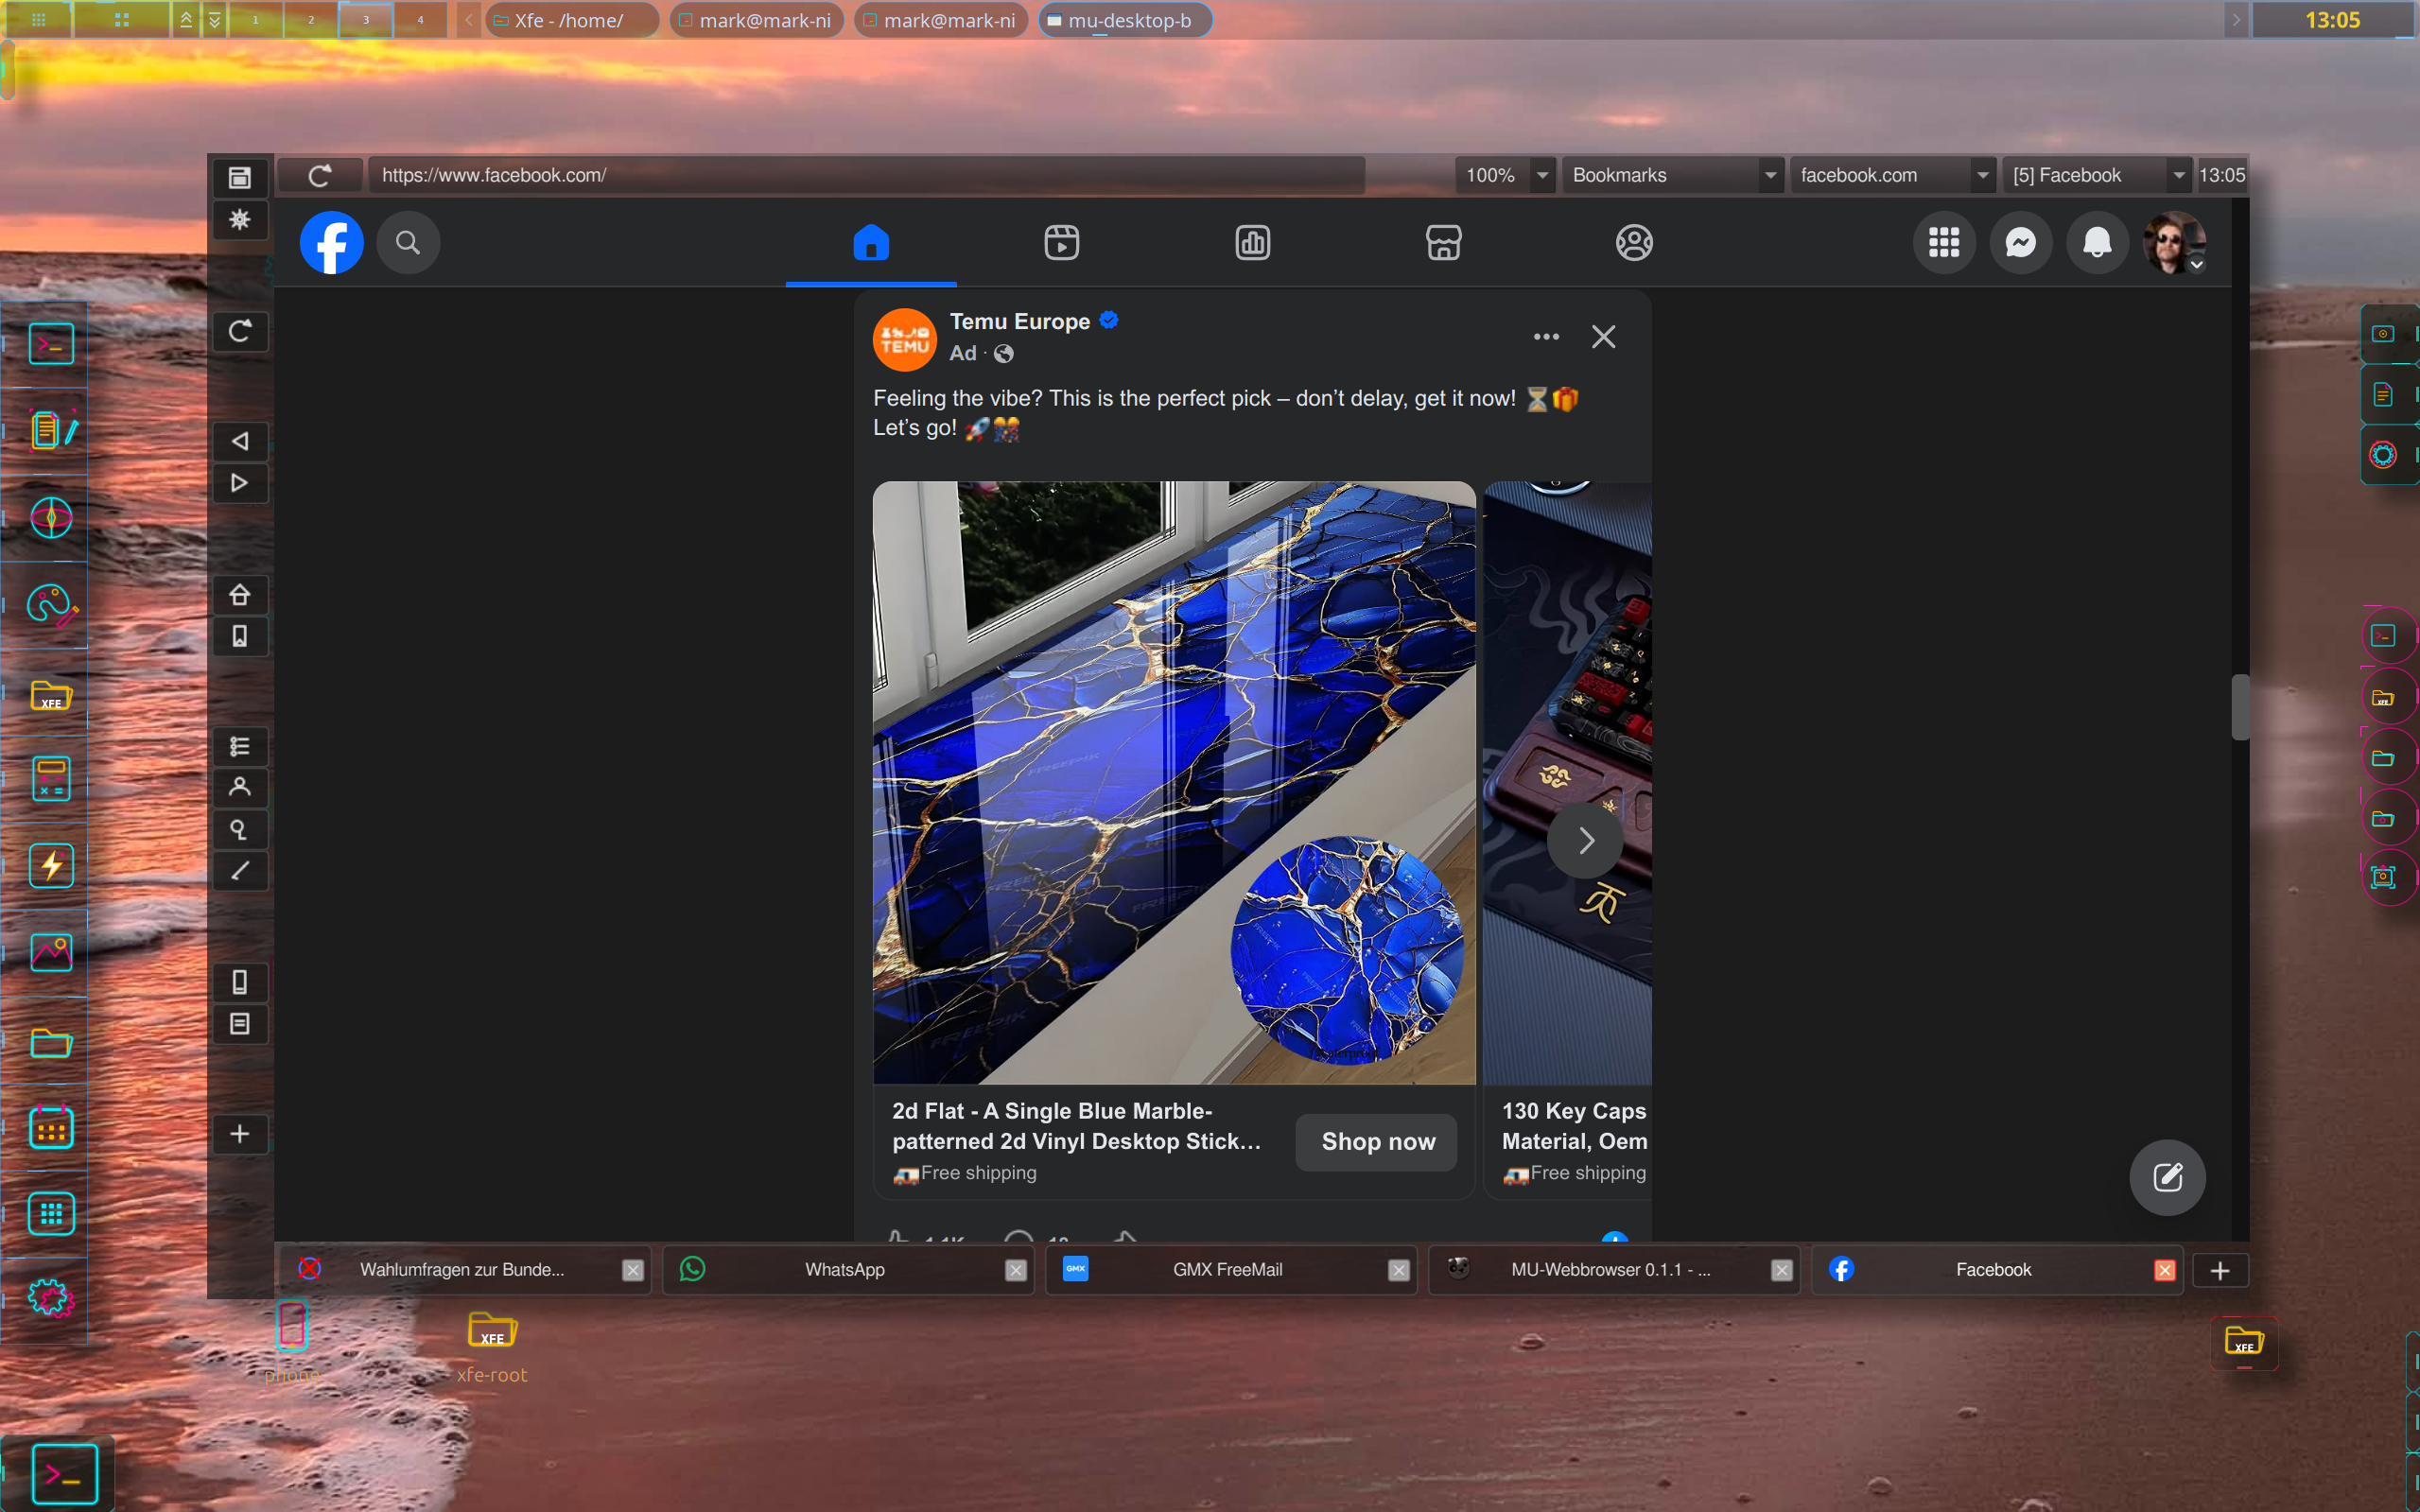 1
2
3
4
Xfe - /home/
mark@mark-ni
mark@mark-ni
mu-desktop-b
13:05
https://www.facebook.com/
100%
Bookmarks
facebook.com
[5] Facebook
13:05
Temu Europe
Ad ·
TEMU
Feeling the vibe? This is the perfect pick – don’t delay, get it now! ⏳🎁
Let’s go! 🚀🎊
FREEPIK
FREEPIK
2d Flat - A Single Blue Marble-
patterned 2d Vinyl Desktop Stick…
🚚Free shipping
Shop now
130 Key Caps
Material, Oem
🚚Free shipping
XFE
Wahlumfragen zur Bunde...
WhatsApp
GMX
GMX FreeMail
MU-Webbrowser 0.1.1 - ...
Facebook
phone
XFE
xfe-root
XFE